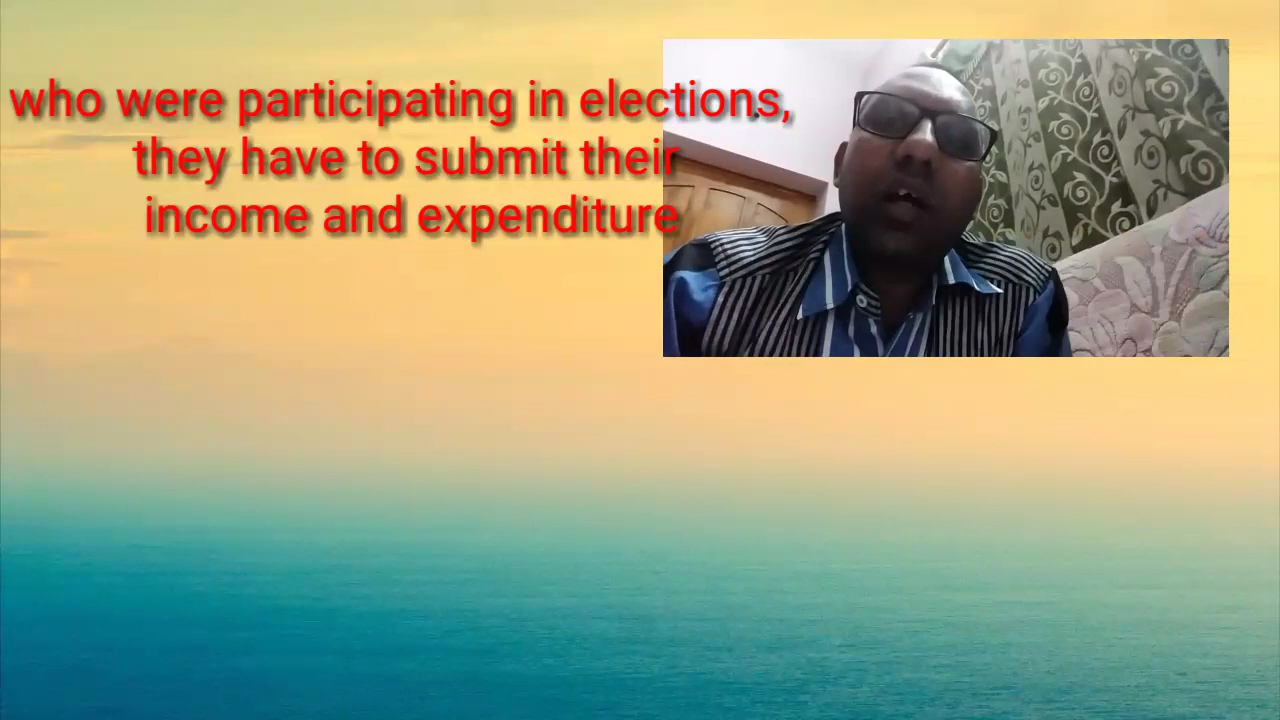 who were participating in elections,
they have to submit their
income and expenditure